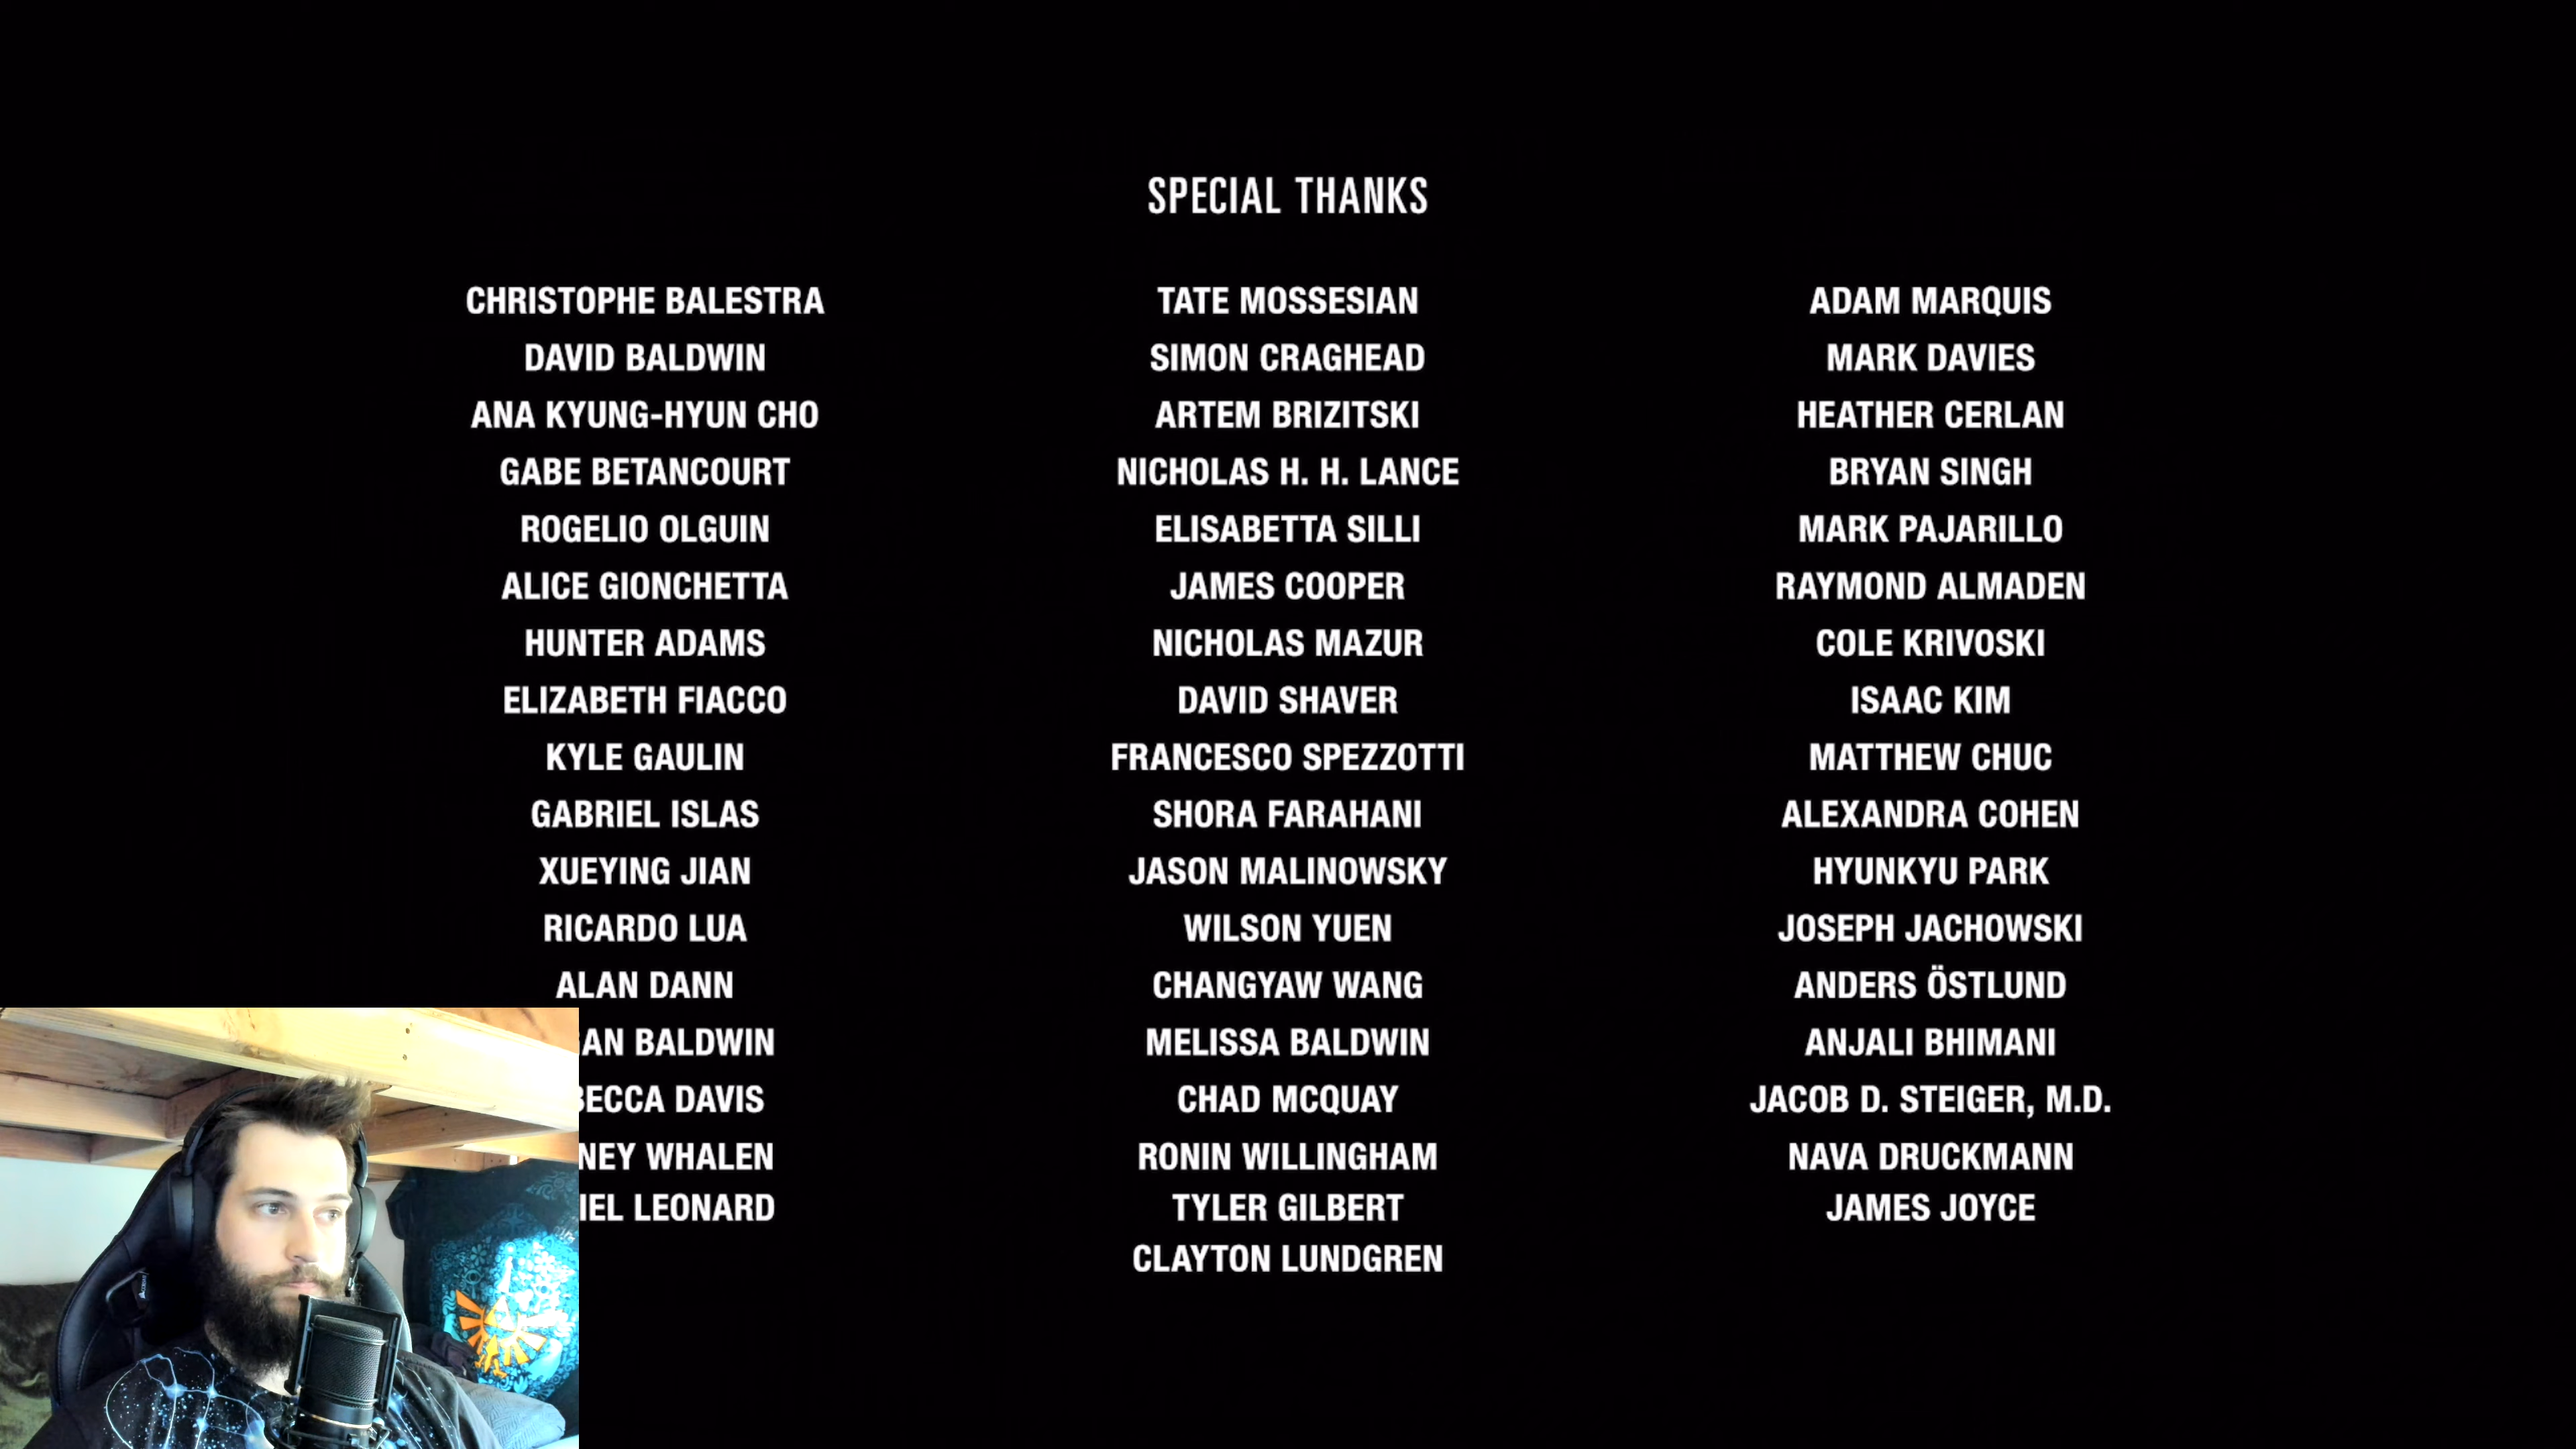 SPECIAL THANKS
CHRISTOPHE BALESTRA
DAVID BALDWIN
ANA KYUNG-HYUN CHO
GABE BETANCOURT
ROGELIO OLGUIN
ALICE GIONCHETTA
HUNTER ADAMS
ELIZABETH FIACCO
KYLE GAULIN
GABRIEL ISLAS
XUEYING JIAN
RICARDO LUA
ALAN DANN
BALDWIN
DAVIS
WHALEN
LEONARD
TATE MOSSESIAN
SIMON CRAGHEAD
ARTEM BRIZITSKI
NICHOLAS H. H. LANCE
ELISABETTA SILLI
JAMES COOPER
NICHOLAS MAZUR
DAVID SHAVER
FRANCESCO SPEZZOTTI
SHORA FARAHANI
JASON MALINOWSKY
WILSON YUEN
CHANGYAW WANG
MELISSA BALDWIN
CHAD MCQUAY
RONIN WILLINGHAM
TYLER GILBERT
CLAYTON LUNDGREN
ADAM MARQUIS
MARK DAVIES
HEATHER CERLAN
BRYAN SINGH
MARK PAJARILLO
RAYMOND ALMADEN
COLE KRIVOSKI
ISAAC KIM
MATTHEW CHUC
ALEXANDRA COHEN
HYUNKYU PARK
JOSEPH JACHOWSKI
ANDERS ÖSTLUND
ANJALI BHIMANI
JACOB D. STEIGER, M.D.
NAVA DRUCKMANN
JAMES JOYCE